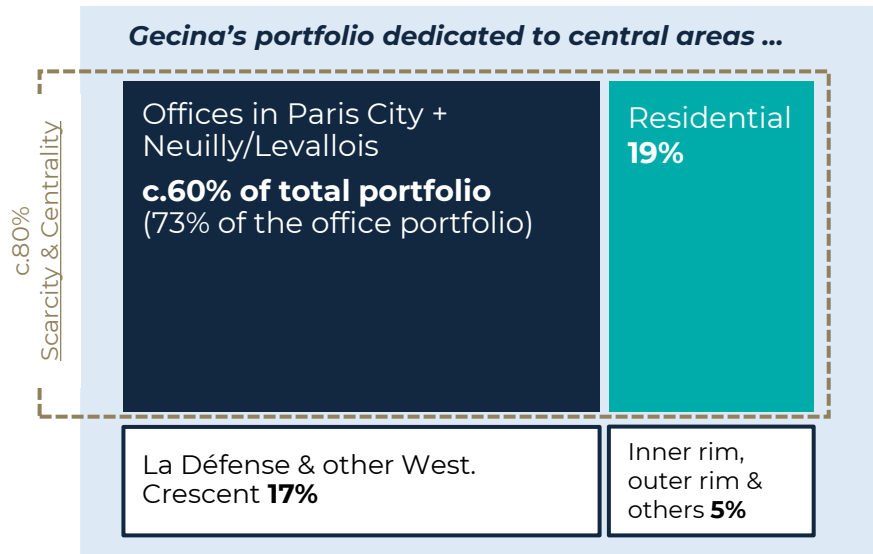 Gecina’s portfolio dedicated to central areas ...
c.80%
Scarcity & Centrality
Offices in Paris City +
Neuilly/Levallois
c.60% of total portfolio
(73% of the office portfolio)
Residential
19%
La Défense & other West.
Crescent 17%
Inner rim,
outer rim &
others 5%